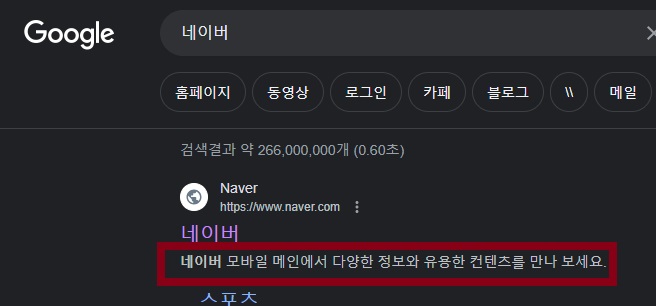 Google
네이버
홈페이지 동영상 로그인 카페 블로그 \\ 메일
검색결과 약 266,000,000개 (0.60초)
Naver
https://www.naver.com
네이버
네이버 모바일 메인에서 다양한 정보와 유용한 컨텐츠를 만나 보세요.
스포츠